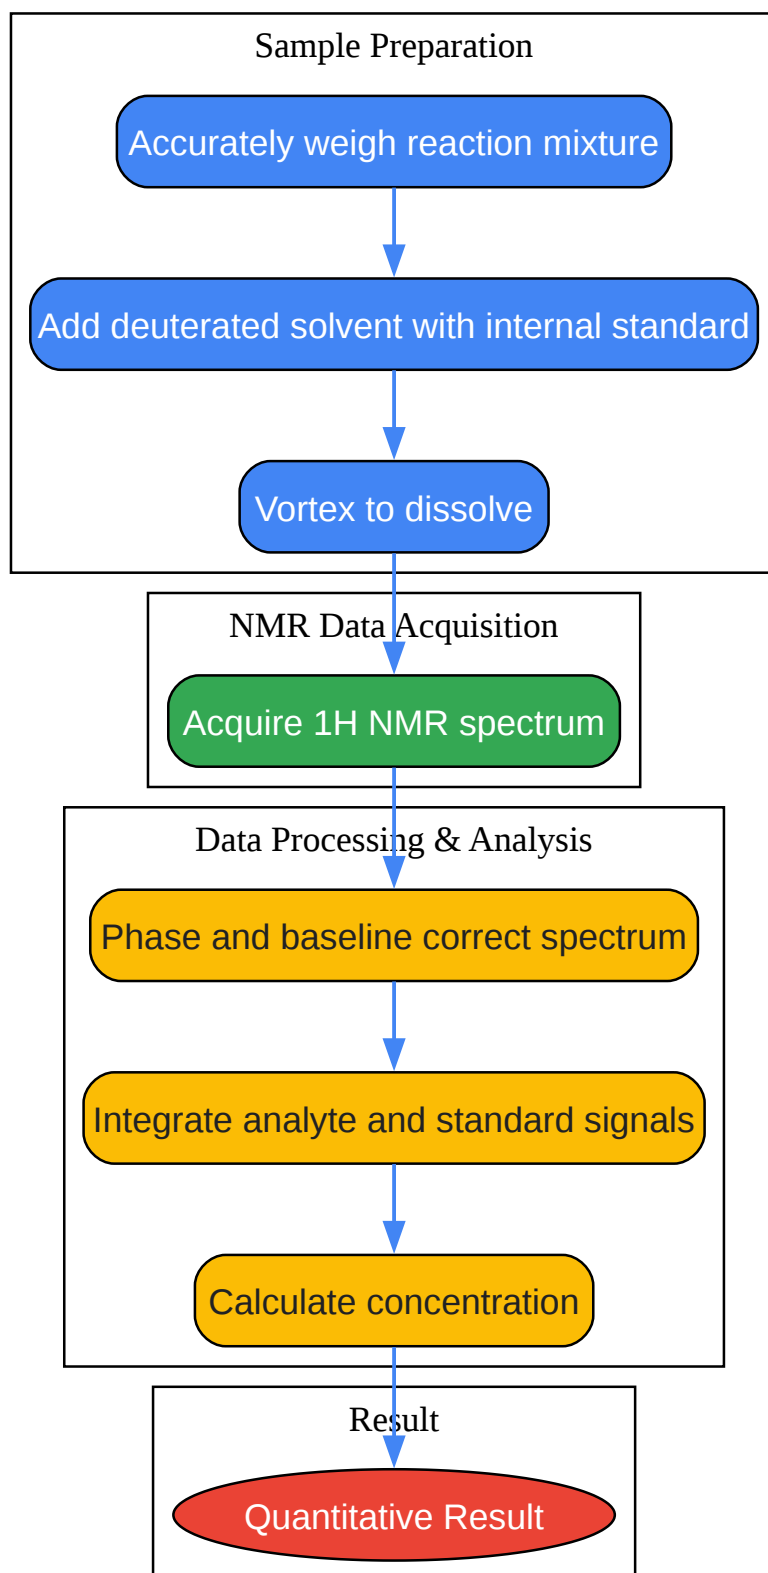 Sample Preparation
Accurately weigh reaction mixture
Add deuterated solvent with internal standard
Vortex to dissolve
NMR Data Acquisition
Acquire 1H NMR spectrum
Data Processing & Analysis
Phase and baseline correct spectrum
Integrate analyte and standard signals
Calculate concentration
Result
Quantitative Result